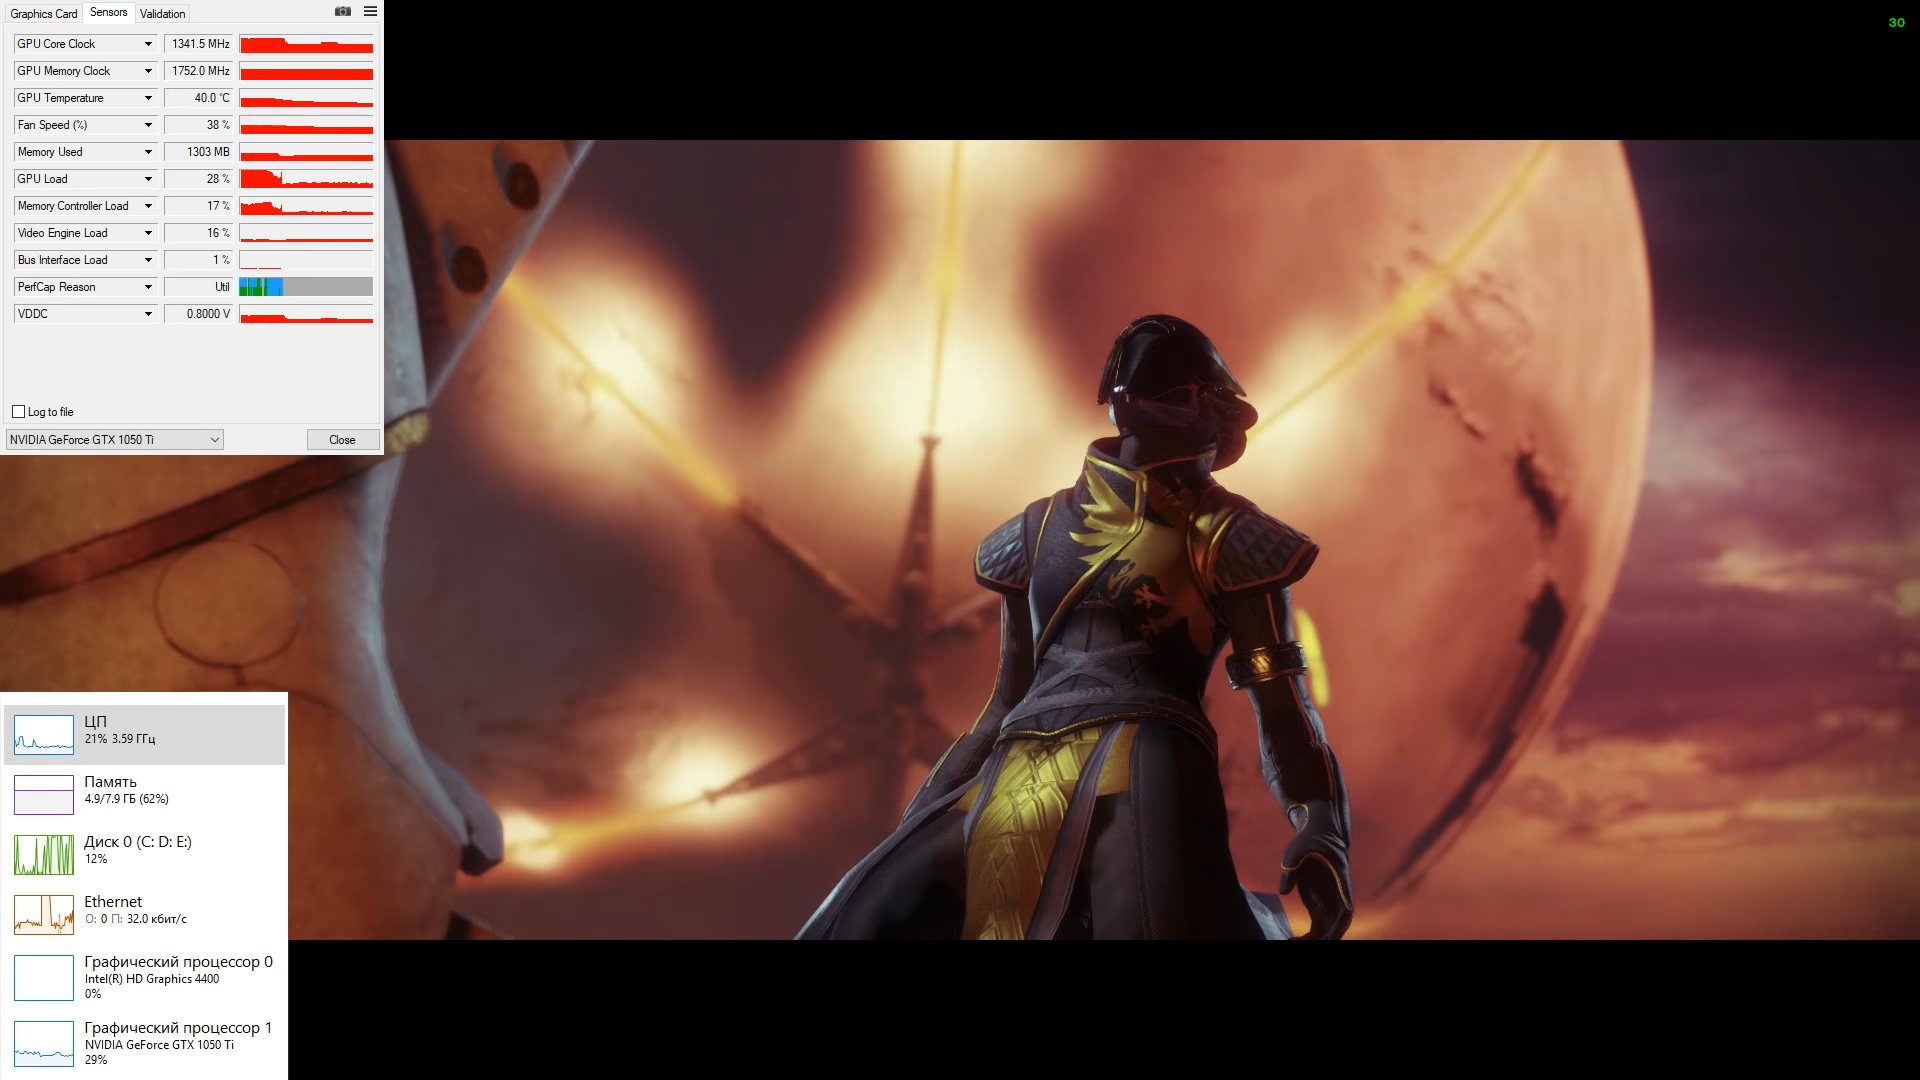 Graphics Card Sensors Validation
GPU Core Clock 1341.5 MHz
GPU Memory Clock 1752.0 MHz
GPU Temperature 40.0 °C
Fan Speed (%) 38 %
Memory Used 1303 MB
GPU Load 28 %
Memory Controller Load 17 %
Video Engine Load 16 %
Bus Interface Load 1 %
PerfCap Reason Util
VDDC 0.8000 V
Log to file
NVIDIA GeForce GTX 1050 Ti Close
30
ЦП
21% 3.59 ГГц
Память
4.9/7.9 ГБ (62%)
Диск 0 (C: D: E:)
12%
Ethernet
О: 0 П: 32.0 кбит/с
Графический процессор 0
Intel(R) HD Graphics 4400
0%
Графический процессор 1
NVIDIA GeForce GTX 1050 Ti
29%